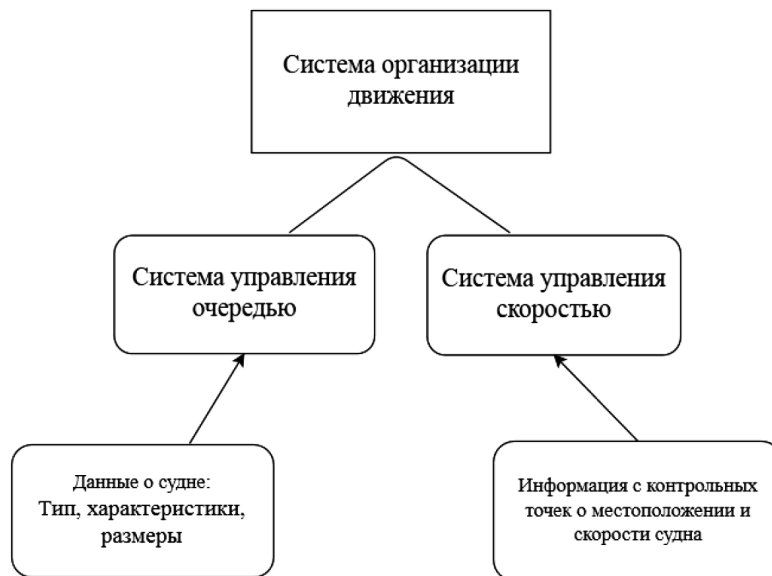 Система организации
движения
Система управления
очередью
Система управления
скоростью
Данные о судне:
Тип, характеристики,
размеры
Информация с контрольных
точек о местоположении и
скорости судна